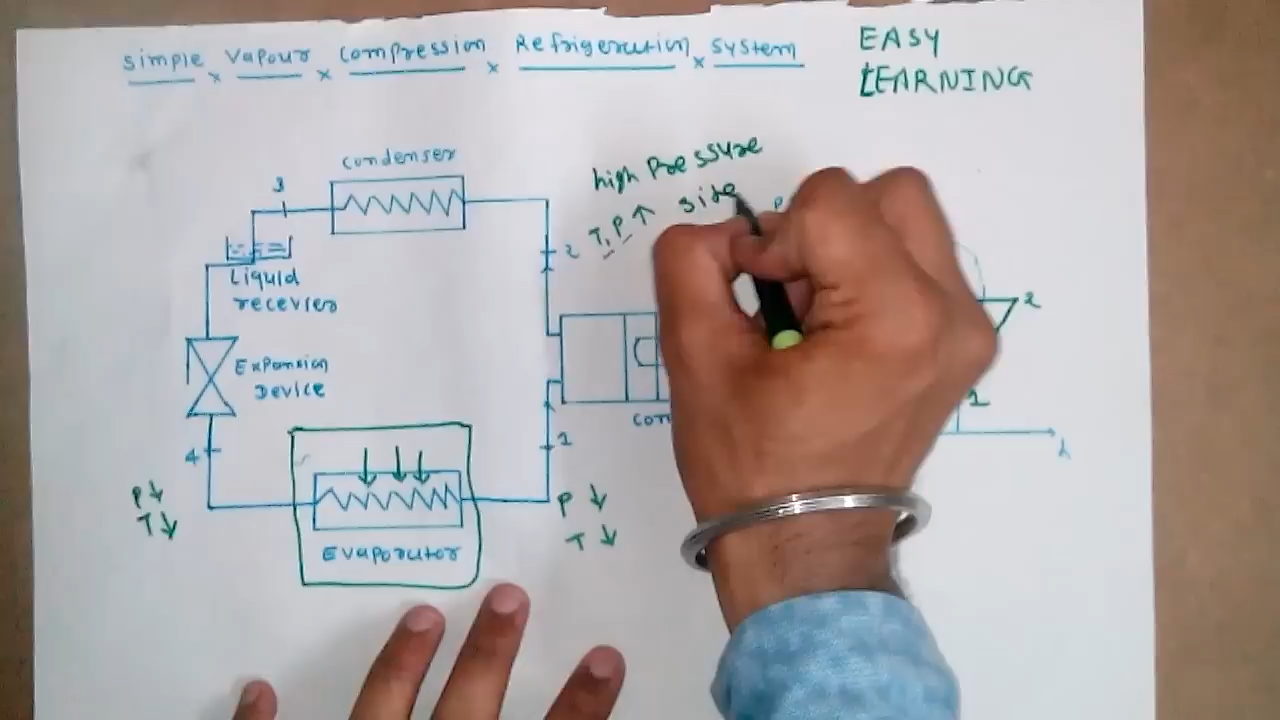 simple vapour compression Refrigeration system
EASY
LEARNING
condenser
3
high Pressure
T, P ↑ side
P
2
2
Liquid
recevier
Expansion
Device
1
4
1
h
P ↓
T ↓
P ↓
T ↓
Evaporator